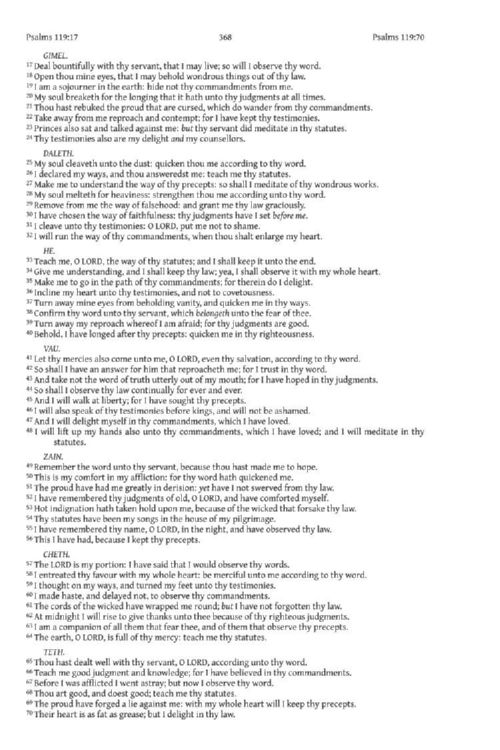 Psalms 119:17 368 Psalms 119:70
GIMEL.
17 Deal bountifully with thy servant, that I may live; so will I observe thy word.
18 Open thou mine eyes, that I may behold wondrous things out of thy law.
19 I am a sojourner in the earth: hide not thy commandments from me.
20 My soul breaketh for the longing that it hath unto thy judgments at all times.
21 Thou hast rebuked the proud that are cursed, which do wander from thy commandments.
22 Take away from me reproach and contempt; for I have kept thy testimonies.
23 Princes also sat and talked against me: but thy servant did meditate in thy statutes.
24 Thy testimonies also are my delight and my counsellors.
DALETH.
25 My soul cleaveth unto the dust: quicken thou me according to thy word.
26 I declared my ways, and thou answeredst me: teach me thy statutes.
27 Make me to understand the way of thy precepts: so shall I meditate of thy wondrous works.
28 My soul melteth for heaviness: strengthen thou me according unto thy word.
29 Remove from me the way of falsehood: and grant me thy law graciously.
30 I have chosen the way of faithfulness: thy judgments have I set before me.
31 I cleave unto thy testimonies: O LORD, put me not to shame.
32 I will run the way of thy commandments, when thou shalt enlarge my heart.
HE.
33 Teach me, O LORD, the way of thy statutes; and I shall keep it unto the end.
34 Give me understanding, and I shall keep thy law; yea, I shall observe it with my whole heart.
35 Make me to go in the path of thy commandments; for therein do I delight.
36 Incline my heart unto thy testimonies, and not to covetousness.
37 Turn away mine eyes from beholding vanity, and quicken me in thy ways.
38 Confirm thy word unto thy servant, which belongeth unto the fear of thee.
39 Turn away my reproach whereof I am afraid; for thy judgments are good.
40 Behold, I have longed after thy precepts: quicken me in thy righteousness.
VAU.
41 Let thy mercies also come unto me, O LORD, even thy salvation, according to thy word.
42 So shall I have an answer for him that reproacheth me; for I trust in thy word.
43 And take not the word of truth utterly out of my mouth; for I have hoped in thy judgments.
44 So shall I observe thy law continually for ever and ever.
45 And I will walk at liberty; for I have sought thy precepts.
46 I will also speak of thy testimonies before kings, and will not be ashamed.
47 And I will delight myself in thy commandments, which I have loved.
48 I will lift up my hands also unto thy commandments, which I have loved; and I will meditate in thy
statutes.
ZAIN.
49 Remember the word unto thy servant, because thou hast made me to hope.
50 This is my comfort in my affliction: for thy word hath quickened me.
51 The proud have had me greatly in derision: yet have I not swerved from thy law.
52 I have remembered thy judgments of old, O LORD, and have comforted myself.
53 Hot indignation hath taken hold upon me, because of the wicked that forsake thy law.
54 Thy statutes have been my songs in the house of my pilgrimage.
55 I have remembered thy name, O LORD, in the night, and have observed thy law.
56 This I have had, because I kept thy precepts.
CHETH.
57 The LORD is my portion: I have said that I would observe thy words.
58 I entreated thy favour with my whole heart: be merciful unto me according to thy word.
59 I thought on my ways, and turned my feet unto thy testimonies.
60 I made haste, and delayed not, to observe thy commandments.
61 The cords of the wicked have wrapped me round; but I have not forgotten thy law.
62 At midnight I will rise to give thanks unto thee because of thy righteous judgments.
63 I am a companion of all them that fear thee, and of them that observe thy precepts.
64 The earth, O LORD, is full of thy mercy: teach me thy statutes.
TETH.
65 Thou hast dealt well with thy servant, O LORD, according unto thy word.
66 Teach me good judgment and knowledge; for I have believed in thy commandments.
67 Before I was afflicted I went astray; but now I observe thy word.
68 Thou art good, and doest good; teach me thy statutes.
69 The proud have forged a lie against me: with my whole heart will I keep thy precepts.
70 Their heart is as fat as grease; but I delight in thy law.